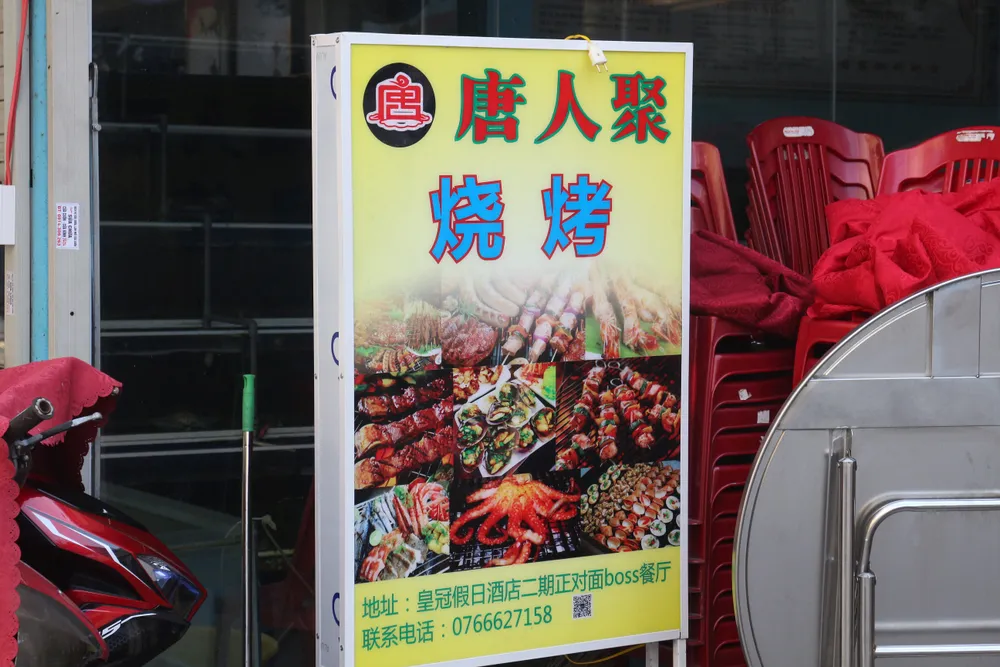 唐
唐人聚
烧 烤
地址：皇冠假日酒店二期正对面boss餐厅
联系电话：0766627158